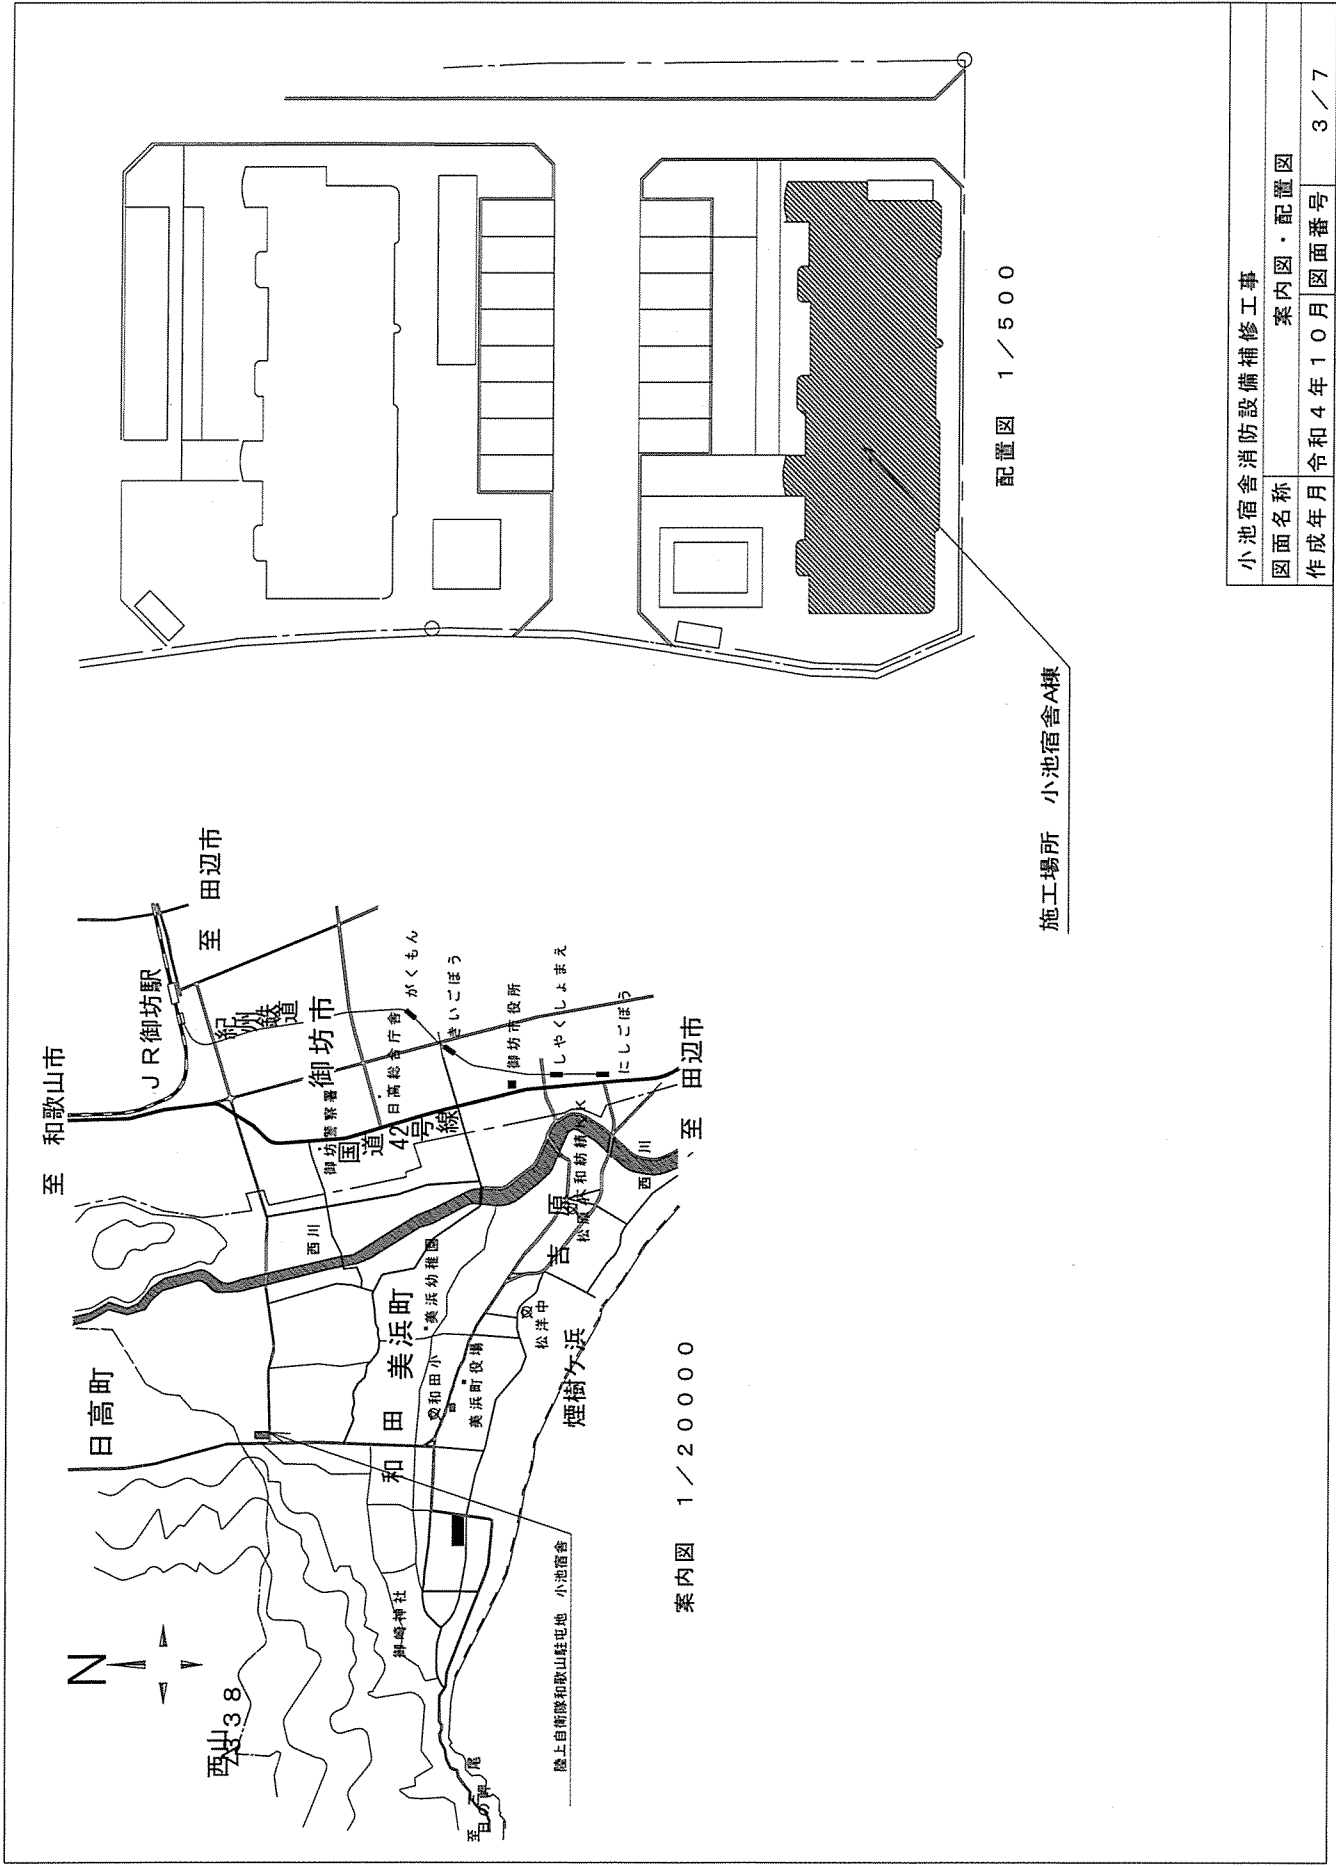 N
西山
338
日高町
至 和歌山市
JR御坊駅
至 田辺市
紀州鉄道
御坊市
御坊警察署
国道42号線
日高総合庁舎
がくもん
きいごぼう
御坊市役所
しやくしょまえ
にしごぼう
至 田辺市
西川
西川
美浜町
美浜幼稚園
和田
和田小
美浜町役場
松洋中
吉原
煙樹ケ浜
御崎神社
陸上自衛隊和歌山駐屯地 小池宿舎
案内図 1/20000
配置図 1/500
施工場所 小池宿舎A棟
小池宿舎消防設備補修工事
図面名称 案内図・配置図
作成年月 令和4年10月 図面番号 3/7